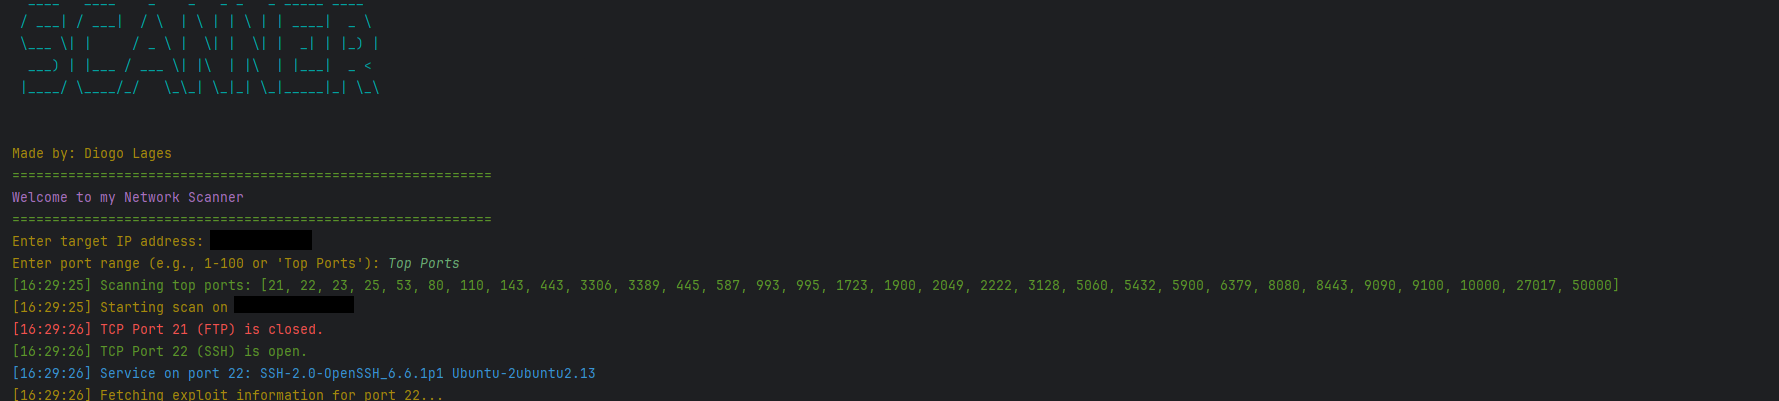 ____   ____    _    _   _ _   _ _____ ____
 / ___| / ___|  / \  | \ | | \ | | ____|  _ \
 \___ \| |     / _ \ |  \| |  \| |  _| | |_) |
  ___) | |___ / ___ \| |\  | |\  | |___|  _ <
 |____/ \____/_/   \_\_| \_|_| \_|_____|_| \_\
Made by: Diogo Lages
============================================================
Welcome to my Network Scanner
============================================================
Enter target IP address:
Enter port range (e.g., 1-100 or 'Top Ports'): Top Ports
[16:29:25] Scanning top ports: [21, 22, 23, 25, 53, 80, 110, 143, 443, 3306, 3389, 445, 587, 993, 995, 1723, 1900, 2049, 2222, 3128, 5060, 5432, 5900, 6379, 8080, 8443, 9090, 9100, 10000, 27017, 50000]
[16:29:25] Starting scan on
[16:29:26] TCP Port 21 (FTP) is closed.
[16:29:26] TCP Port 22 (SSH) is open.
[16:29:26] Service on port 22: SSH-2.0-OpenSSH_6.6.1p1 Ubuntu-2ubuntu2.13
[16:29:26] Fetching exploit information for port 22...